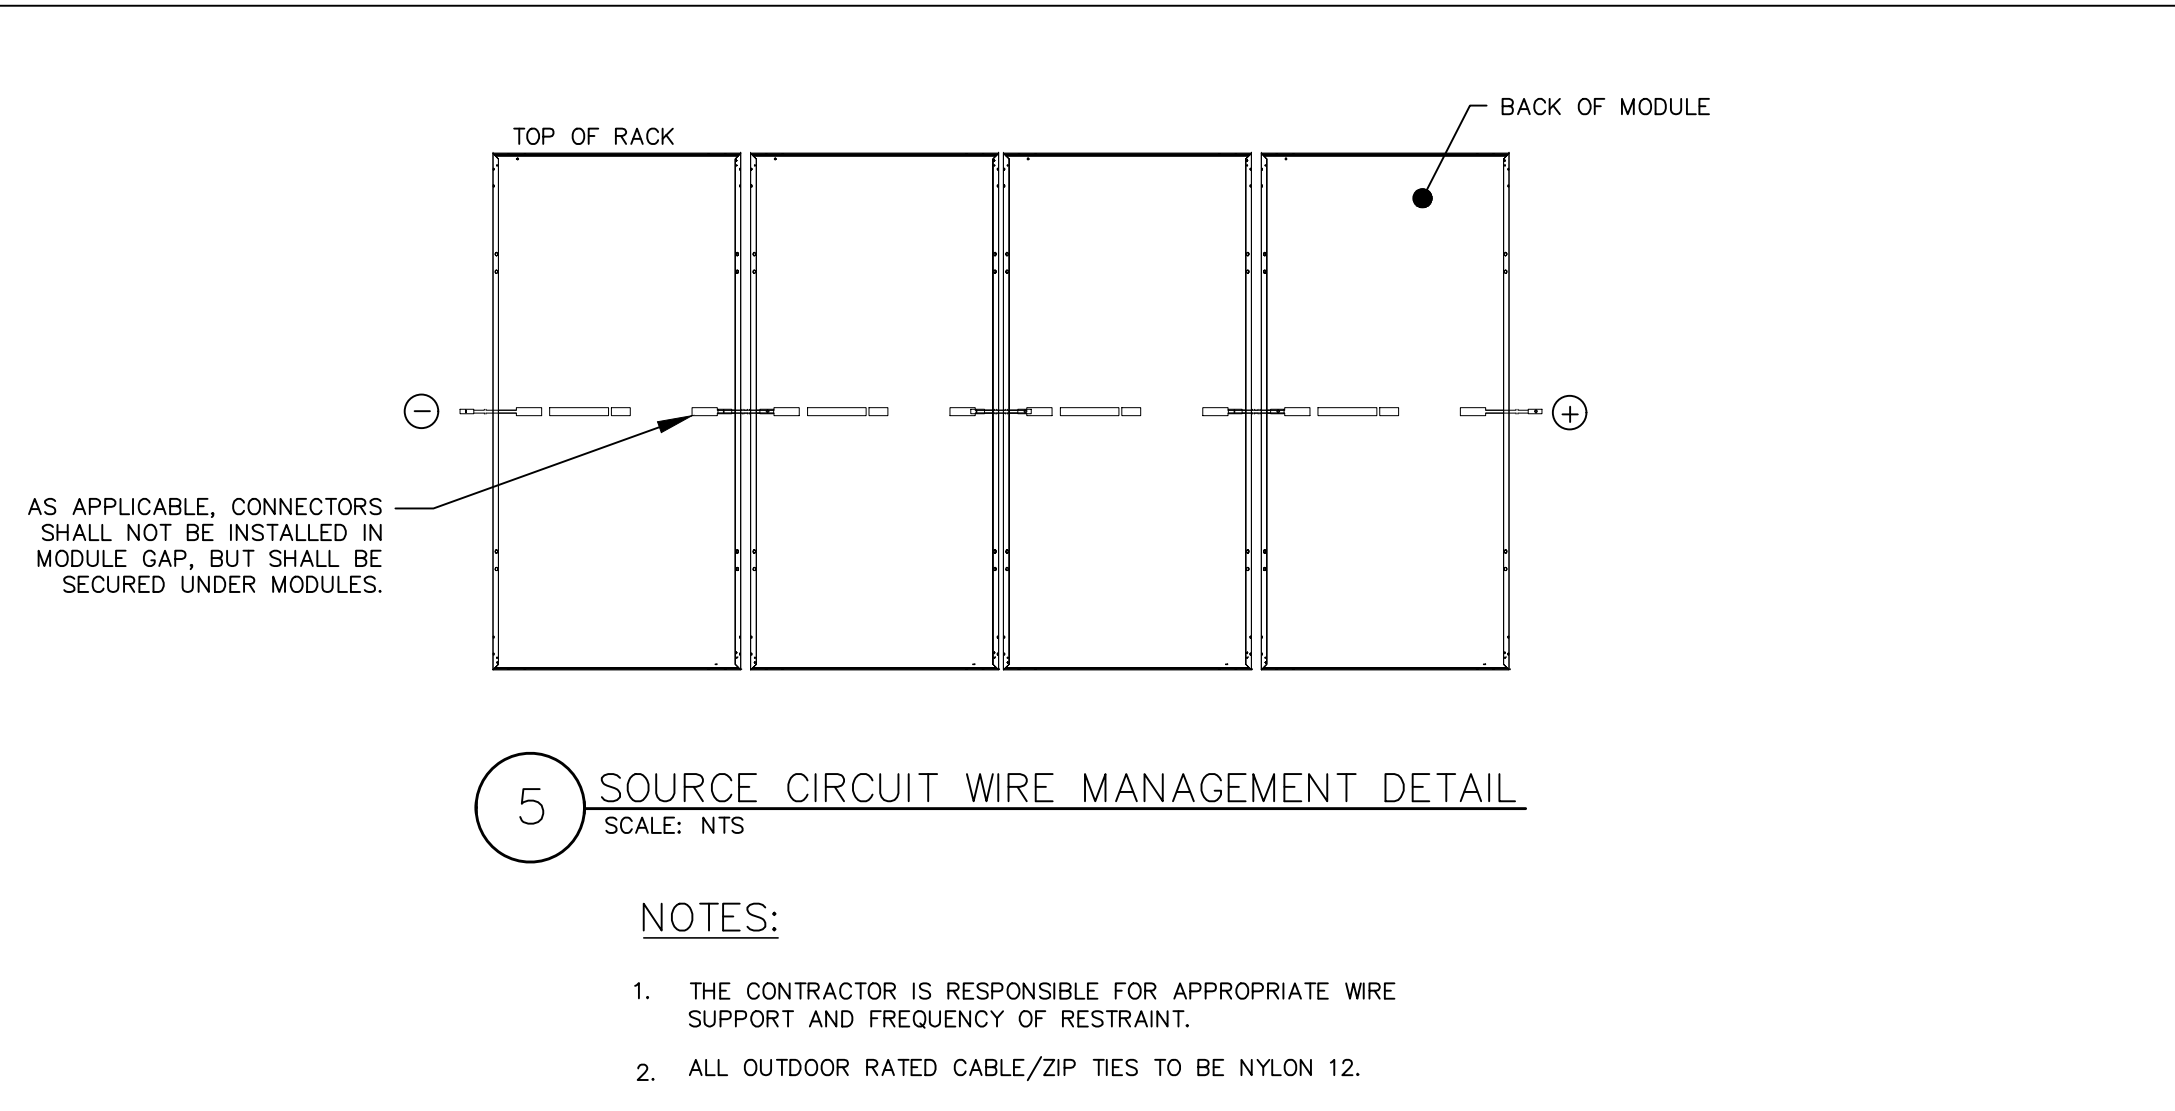 BACK OF MODULE
TOP OF RACK
−
+
AS APPLICABLE, CONNECTORS
SHALL NOT BE INSTALLED IN
MODULE GAP, BUT SHALL BE
SECURED UNDER MODULES.
5 SOURCE CIRCUIT WIRE MANAGEMENT DETAIL
SCALE: NTS
NOTES:
1. THE CONTRACTOR IS RESPONSIBLE FOR APPROPRIATE WIRE
SUPPORT AND FREQUENCY OF RESTRAINT.
2. ALL OUTDOOR RATED CABLE/ZIP TIES TO BE NYLON 12.